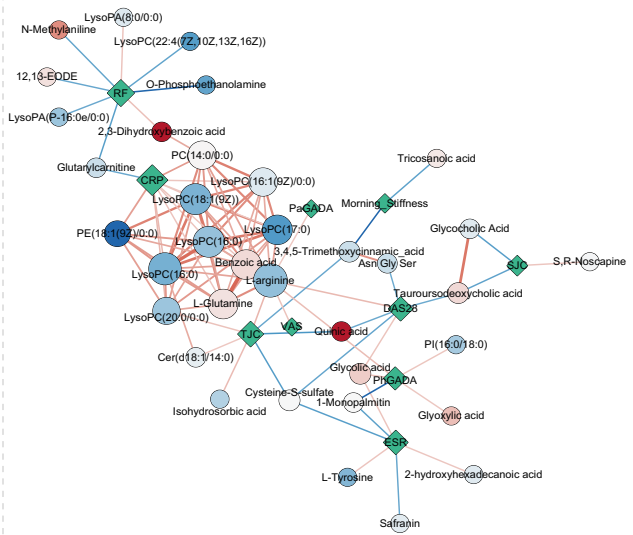 LysoPA(8:0/0:0)
N-Methylaniline
LysoPC(22:4(7Z,10Z,13Z,16Z))
12,13-EODE
O-Phosphoethanolamine
RF
LysoPA(P-16:0e/0:0)
2,3-Dihydroxybenzoic acid
PC(14:0/0:0)
Tricosanoic acid
Glutarylcarnitine
CRP
LysoPC(16:1(9Z)/0:0)
LysoPC(18:1(9Z))
PaGADA
Morning_Stiffness
LysoPC(17:0)
Glycocholic Acid
PE(18:1(9Z)/0:0)
LysoPC(16:0)
3,4,5-Trimethoxycinnamic_acid
Benzoic acid
Asn Gly Ser
SJC
S,R-Noscapine
LysoPC(16:0)
L-arginine
Tauroursodeoxycholic acid
L-Glutamine
DAS28
LysoPC(20:0/0:0)
VAS
TJC
Quinic acid
PI(16:0/18:0)
Cer(d18:1/14:0)
Glycolic acid
PhGADA
Cysteine-S-sulfate
1-Monopalmitin
Isohydrosorbic acid
Glyoxylic acid
ESR
L-Tyrosine
2-hydroxyhexadecanoic acid
Safranin